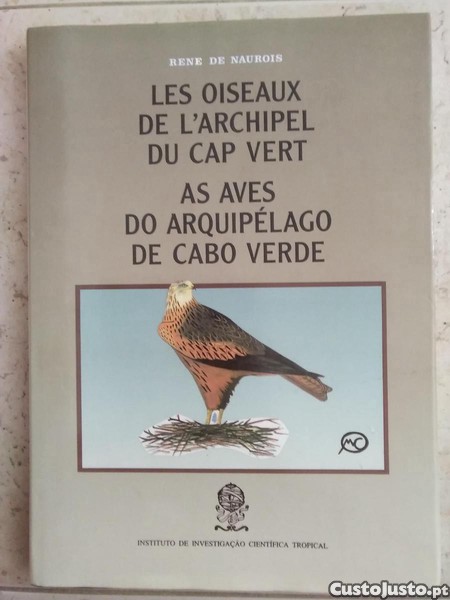 RENE DE NAUROIS
LES OISEAUX
DE L'ARCHIPEL
DU CAP VERT
AS AVES
DO ARQUIPÉLAGO
DE CABO VERDE
MC
INSTITUTO DE INVESTIGAÇÃO CIENTÍFICA TROPICAL
CustoJusto.pt